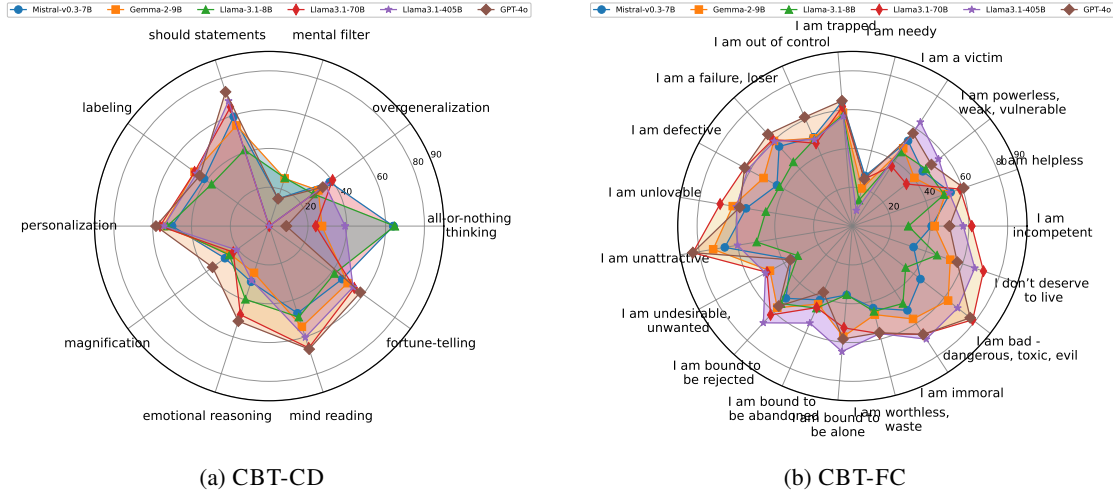 Mistral-v0.3-7B Gemma-2-9B Llama-3.1-8B Llama3.1-70B Llama3.1-405B GPT-4o
should statements
mental filter
labeling
overgeneralization
personalization
all-or-nothing
thinking
magnification
fortune-telling
emotional reasoning
mind reading
20
40
60
80
90
(a) CBT-CD
Mistral-v0.3-7B Gemma-2-9B Llama-3.1-8B Llama3.1-70B Llama3.1-405B GPT-4o
I am trapped
I am needy
I am out of control
I am a victim
I am a failure, loser
I am powerless,
weak, vulnerable
I am defective
I am helpless
I am unlovable
I am
incompetent
I am unattractive
I don't deserve
to live
I am undesirable,
unwanted
I am bad -
dangerous, toxic, evil
I am bound to
be rejected
I am immoral
I am bound to
be abandoned
I am bound to
be alone
I am worthless,
waste
20
40
60
80
90
(b) CBT-FC